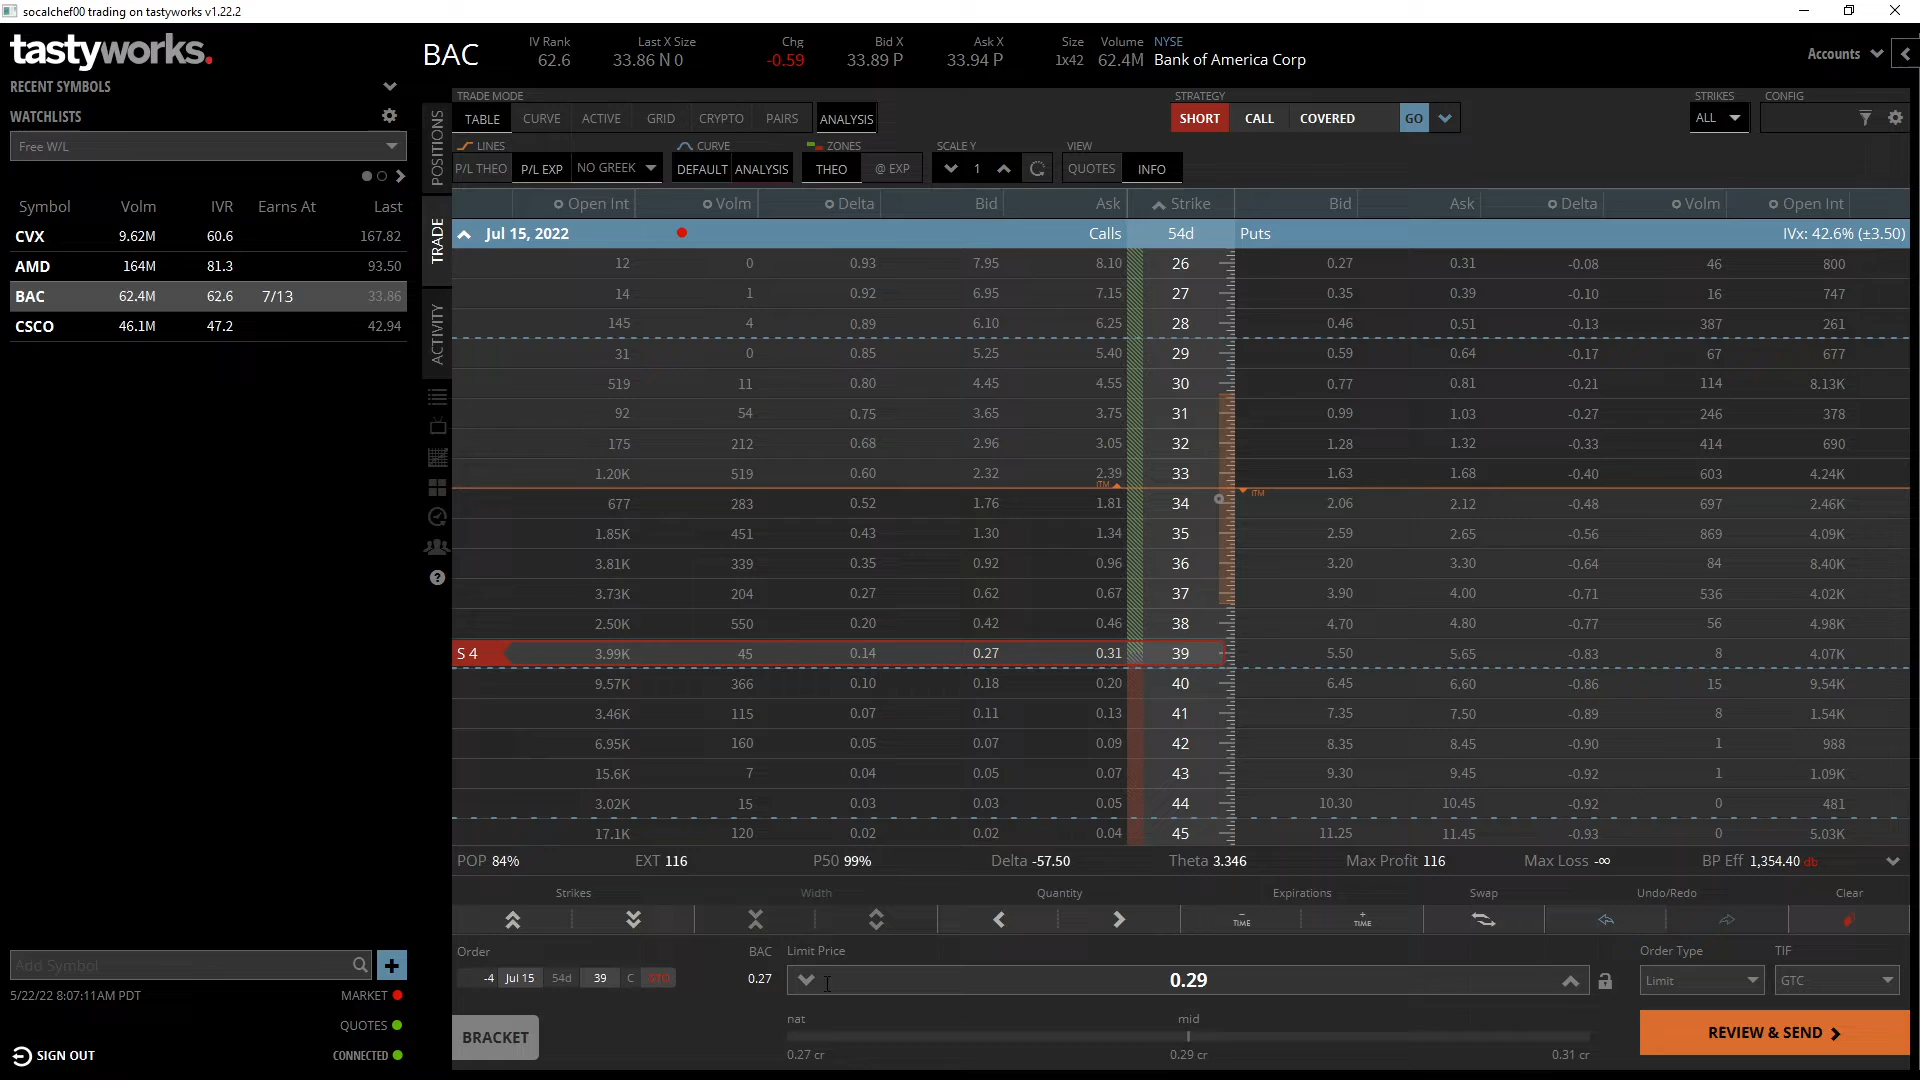 socalchef00 trading on tastyworks v1.22.2
tastyworks.
RECENT SYMBOLS
WATCHLISTS
Free W/L
Symbol Volm IVR Earns At Last
CVX 9.62M 60.6 167.82
AMD 164M 81.3 93.50
BAC 62.4M 62.6 7/13 33.86
CSCO 46.1M 47.2 42.94
Add Symbol
5/22/22 8:07:11AM PDT MARKET
QUOTES
SIGN OUT CONNECTED
POSITIONS
TRADE
ACTIVITY
BAC
IV Rank Last X Size Chg Bid X Ask X Size Volume NYSE
62.6 33.86 N 0 -0.59 33.89 P 33.94 P 1x42 62.4M Bank of America Corp
Accounts
TRADE MODE STRATEGY STRIKES CONFIG
TABLE CURVE ACTIVE GRID CRYPTO PAIRS ANALYSIS SHORT CALL COVERED GO ALL
LINES CURVE ZONES SCALE Y VIEW
P/L THEO P/L EXP NO GREEK DEFAULT ANALYSIS THEO @ EXP 1 QUOTES INFO
Open Int Volm Delta Bid Ask Strike Bid Ask Delta Volm Open Int
Jul 15, 2022 Calls 54d Puts IVx: 42.6% (±3.50)
12 0 0.93 7.95 8.10 26 0.27 0.31 -0.08 46 800
14 1 0.92 6.95 7.15 27 0.35 0.39 -0.10 16 747
145 4 0.89 6.10 6.25 28 0.46 0.51 -0.13 387 261
31 0 0.85 5.25 5.40 29 0.59 0.64 -0.17 67 677
519 11 0.80 4.45 4.55 30 0.77 0.81 -0.21 114 8.13K
92 54 0.75 3.65 3.75 31 0.99 1.03 -0.27 246 378
175 212 0.68 2.96 3.05 32 1.28 1.32 -0.33 414 690
1.20K 519 0.60 2.32 2.39 33 1.63 1.68 -0.40 603 4.24K
ITM ITM
677 283 0.52 1.76 1.81 34 2.06 2.12 -0.48 697 2.46K
1.85K 451 0.43 1.30 1.34 35 2.59 2.65 -0.56 869 4.09K
3.81K 339 0.35 0.92 0.96 36 3.20 3.30 -0.64 84 8.40K
3.73K 204 0.27 0.62 0.67 37 3.90 4.00 -0.71 536 4.02K
2.50K 550 0.20 0.42 0.46 38 4.70 4.80 -0.77 56 4.98K
S 4 3.99K 45 0.14 0.27 0.31 39 5.50 5.65 -0.83 8 4.07K
9.57K 366 0.10 0.18 0.20 40 6.45 6.60 -0.86 15 9.54K
3.46K 115 0.07 0.11 0.13 41 7.35 7.50 -0.89 8 1.54K
6.95K 160 0.05 0.07 0.09 42 8.35 8.45 -0.90 1 988
15.6K 7 0.04 0.05 0.07 43 9.30 9.45 -0.92 1 1.09K
3.02K 15 0.03 0.03 0.05 44 10.30 10.45 -0.92 0 481
17.1K 120 0.02 0.02 0.04 45 11.25 11.45 -0.93 0 5.03K
POP 84% EXT 116 P50 99% Delta -57.50 Theta 3.346 Max Profit 116 Max Loss -∞ BP Eff 1,354.40 db
Strikes Width Quantity Expirations Swap Undo/Redo Clear
− TIME + TIME
Order BAC Limit Price Order Type TIF
-4 Jul 15 54d 39 C STO 0.27 0.29 Limit GTC
nat mid
BRACKET REVIEW & SEND
0.27 cr 0.29 cr 0.31 cr